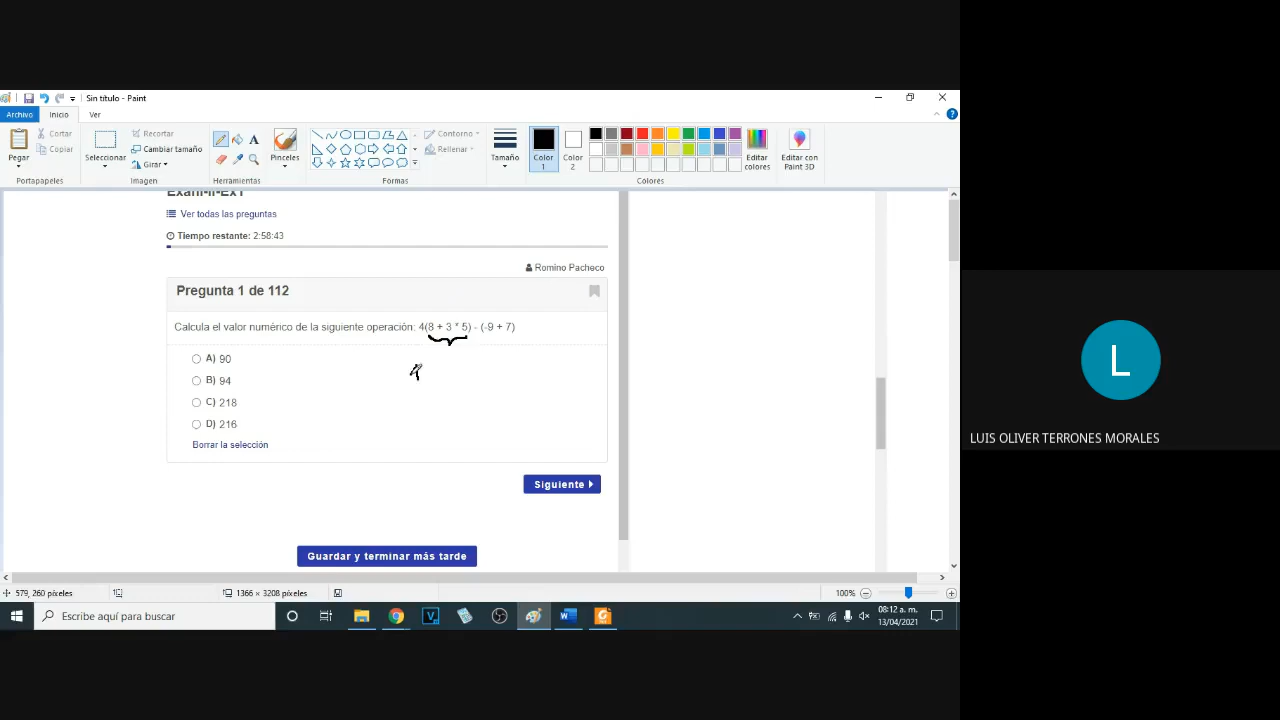 Sin título - Paint
Archivo Inicio Ver
Pegar
Cortar
Copiar
Portapapeles
Seleccionar
Recortar
Cambiar tamaño
Girar
Imagen
A
Herramientas
Pinceles
Contorno
Rellenar
Formas
Tamaño
Color 1
Color 2
Editar colores
Editar con Paint 3D
Colores
Exani-II-Ex1
Ver todas las preguntas
Tiempo restante: 2:58:43
Romino Pacheco
Pregunta 1 de 112
Calcula el valor numérico de la siguiente operación: 4(8 + 3 * 5) - (-9 + 7)
4
A) 90
B) 94
C) 218
D) 216
Borrar la selección
Siguiente
Guardar y terminar más tarde
579, 260 píxeles
1366 × 3208 píxeles
100%
Escribe aquí para buscar
08:12 a. m.
13/04/2021
L
LUIS OLIVER TERRONES MORALES